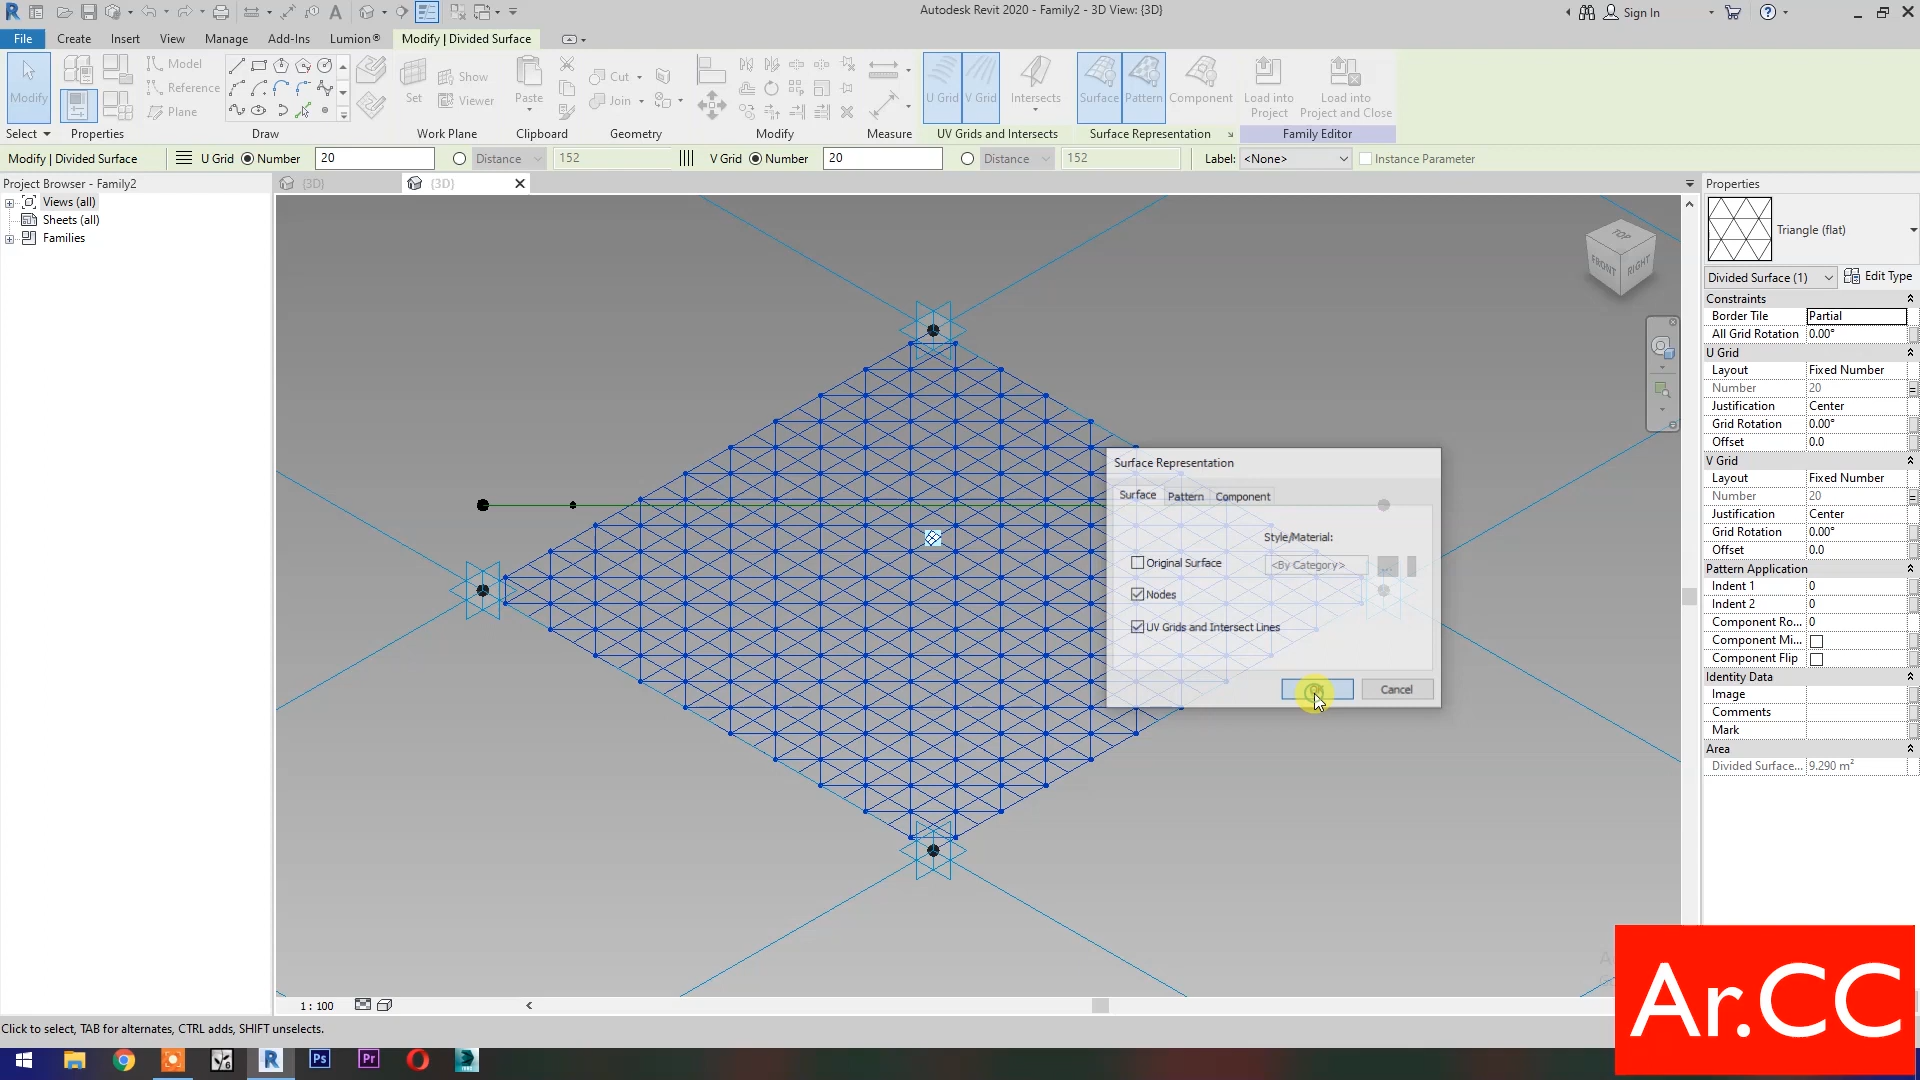 Autodesk Revit 2020 - Family2 - 3D View: {3D}
Sign In
File Create Insert View Manage Add-Ins Lumion® Modify | Divided Surface
Modify
Model
Reference
Plane
Set
Show
Viewer
Paste
Cut
Join
U Grid V Grid
Intersects
Surface Pattern Component
Load into Project
Load into Project and Close
Select Properties Draw Work Plane Clipboard Geometry Modify Measure UV Grids and Intersects Surface Representation Family Editor
Modify | Divided Surface U Grid Number 20 Distance 152 V Grid Number 20 Distance 152 Label: <None> Instance Parameter
Project Browser - Family2
Views (all)
Sheets (all)
Families
{3D} {3D}
TOP
FRONT RIGHT
Surface Representation
Surface Pattern Component
Style/Material:
Original Surface <By Category> ...
Nodes
UV Grids and Intersect Lines
Cancel
Properties
Triangle (flat)
Divided Surface (1) Edit Type
Constraints
Border Tile Partial
All Grid Rotation 0.00°
U Grid
Layout Fixed Number
Number 20
Justification Center
Grid Rotation 0.00°
Offset 0.0
V Grid
Layout Fixed Number
Number 20
Justification Center
Grid Rotation 0.00°
Offset 0.0
Pattern Application
Indent 1 0
Indent 2 0
Component Ro... 0
Component Mi...
Component Flip
Identity Data
Image
Comments
Mark
Area
Divided Surface... 9.290 m²
1 : 100
Click to select, TAB for alternates, CTRL adds, SHIFT unselects.
Ar.CC
R Ps Pr